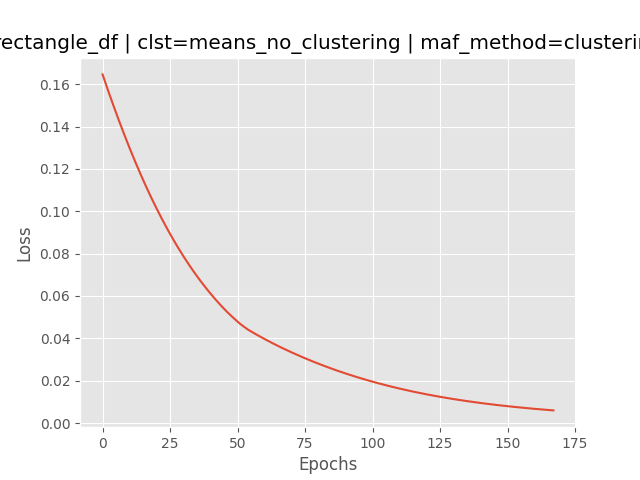 rectangle_df | clst=means_no_clustering | maf_method=clusterin
0.16
0.14
0.12
0.10
0.08
0.06
0.04
0.02
0.00
Loss
0 25 50 75 100 125 150 175
Epochs